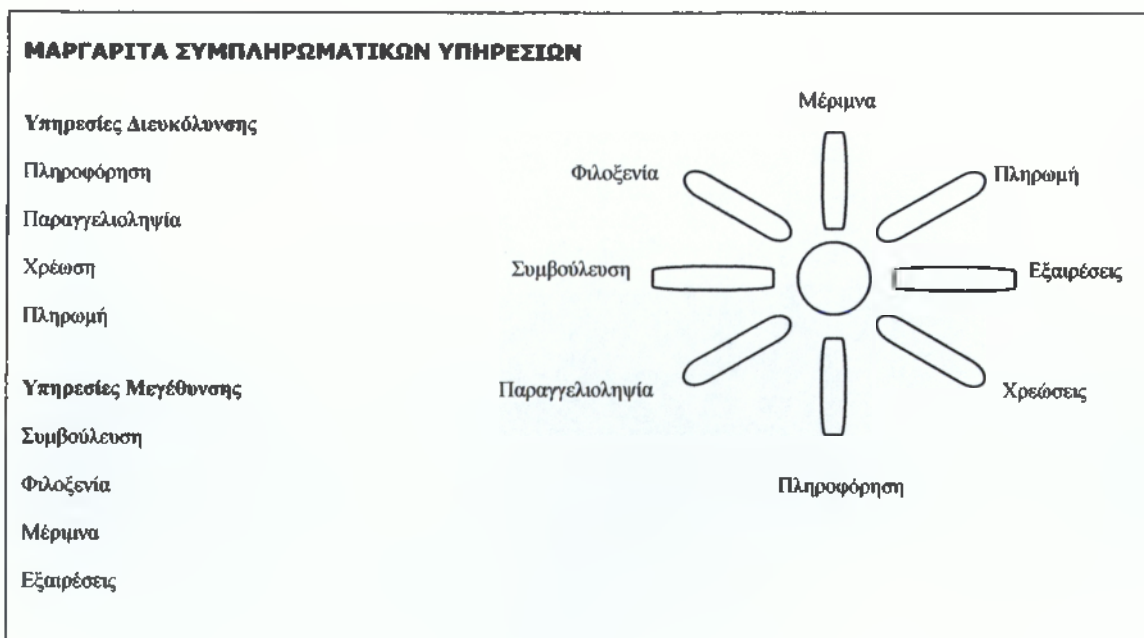 ΜΑΡΓΑΡΙΤΑ ΣΥΜΠΛΗΡΩΜΑΤΙΚΩΝ ΥΠΗΡΕΣΙΩΝ
Υπηρεσίες Διευκόλυνσης
Πληροφόρηση
Παραγγελιοληψία
Χρέωση
Πληρωμή
Υπηρεσίες Μεγέθυνσης
Συμβούλευση
Φιλοξενία
Μέριμνα
Εξαιρέσεις
Μέριμνα
Φιλοξενία
Πληρωμή
Συμβούλευση
Εξαιρέσεις
Παραγγελιοληψία
Χρεώσεις
Πληροφόρηση